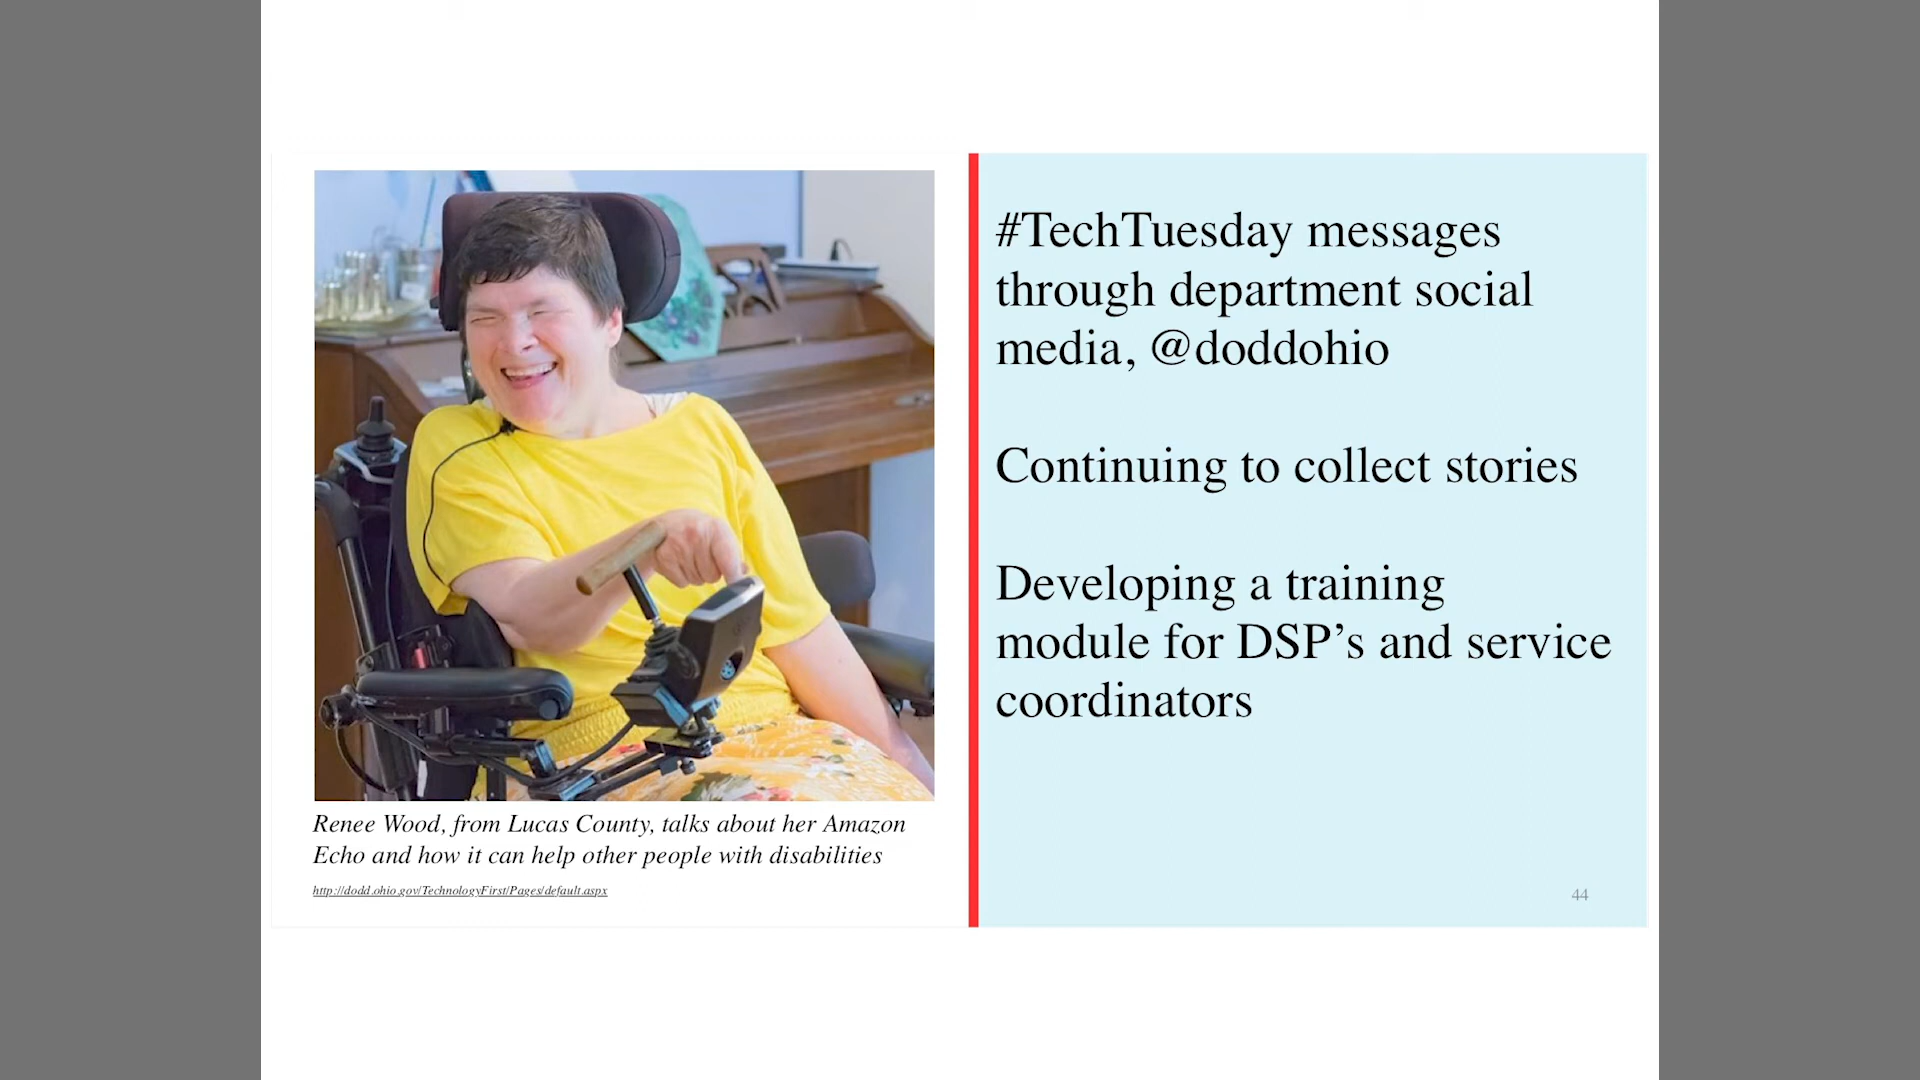 Renee Wood, from Lucas County, talks about her Amazon
Echo and how it can help other people with disabilities
http://dodd.ohio.gov/TechnologyFirst/Pages/default.aspx
#TechTuesday messages
through department social
media, @doddohio
Continuing to collect stories
Developing a training
module for DSP’s and service
coordinators
44